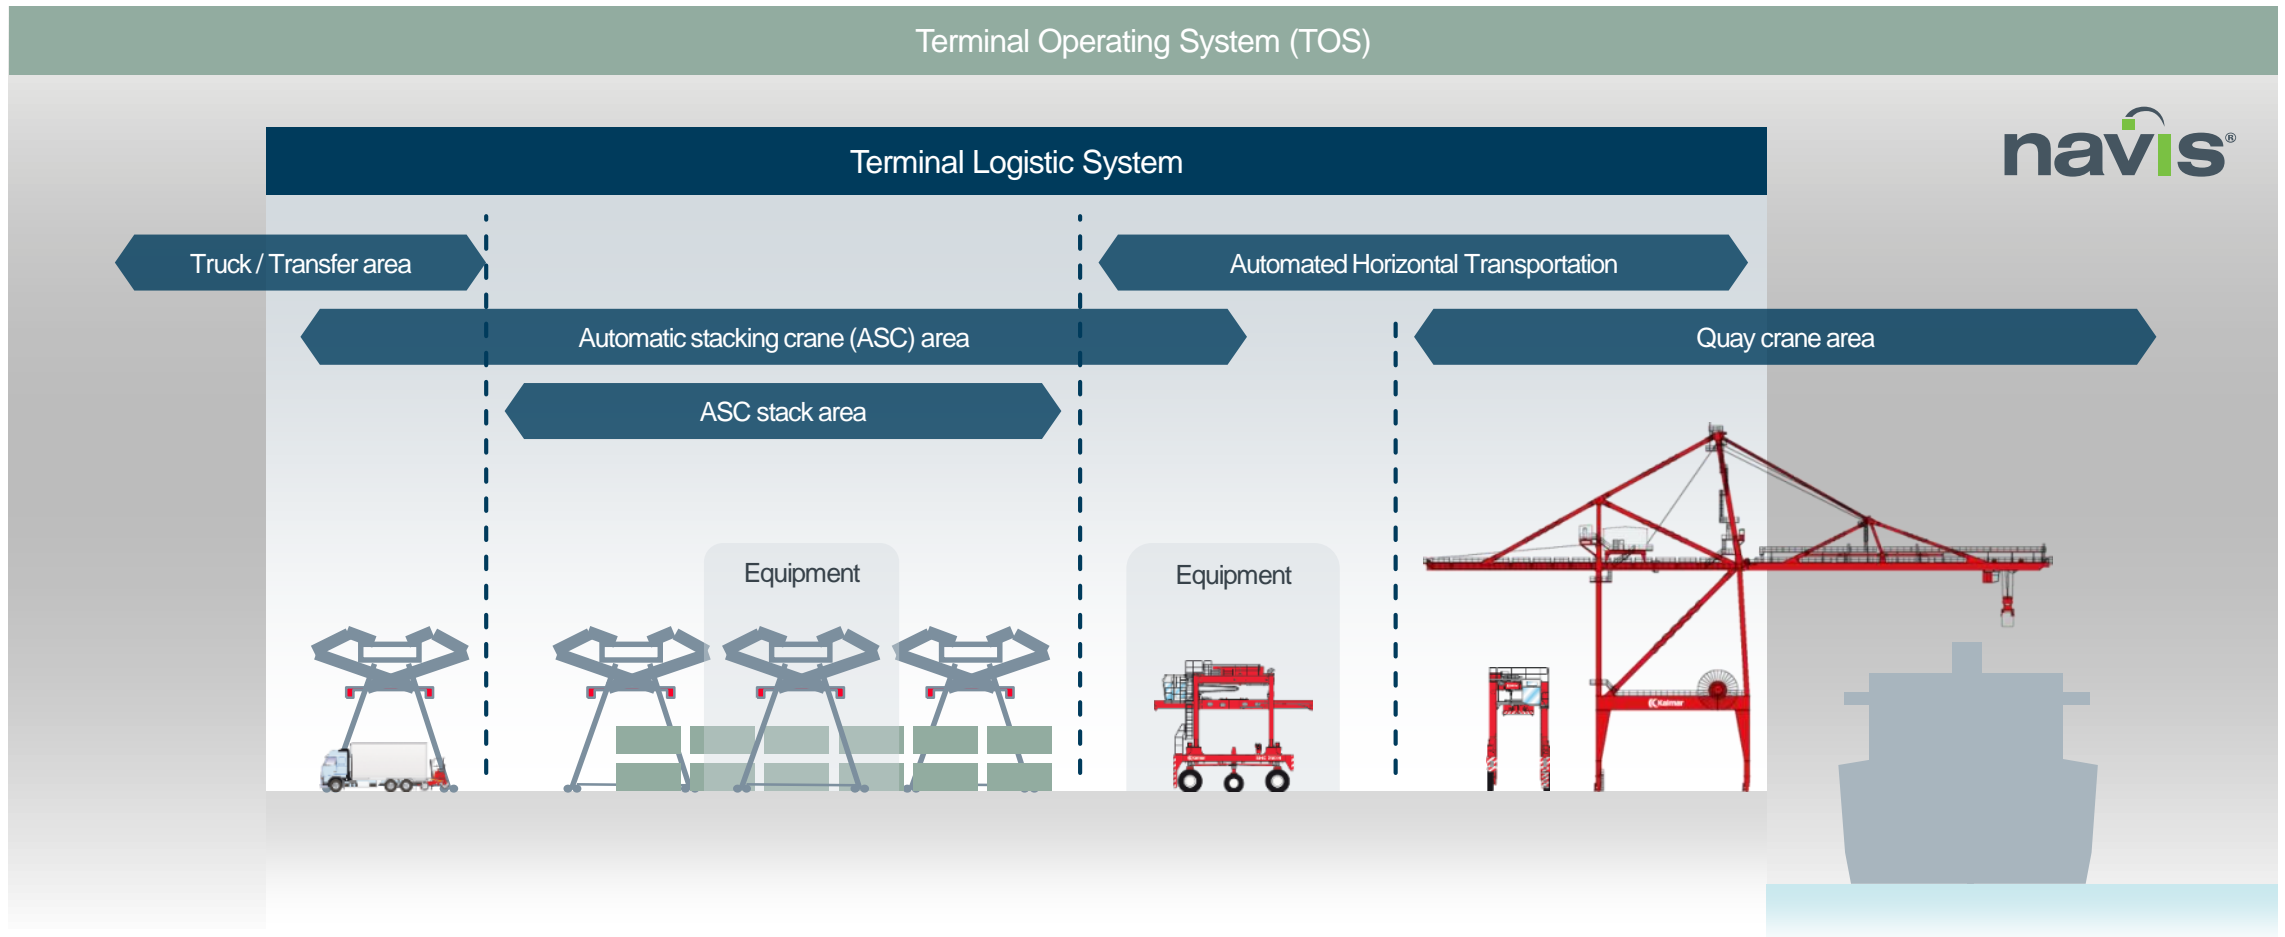 Terminal Operating System (TOS)
navis®
Terminal Logistic System
Truck / Transfer area
Automated Horizontal Transportation
Automatic stacking crane (ASC) area
Quay crane area
ASC stack area
Equipment
Equipment
Kalmar